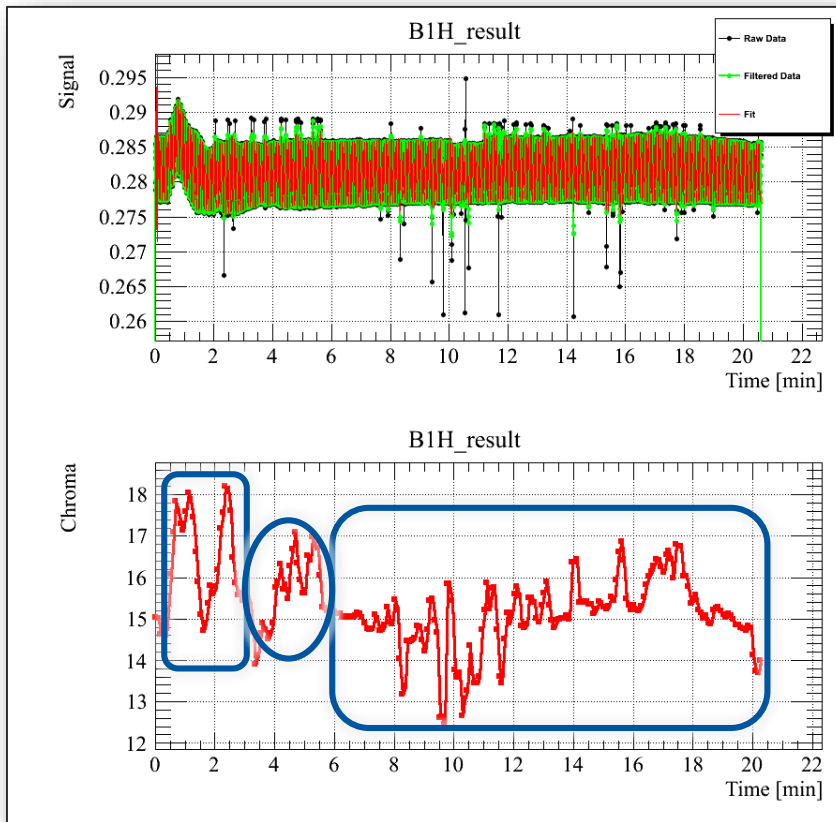 B1H_result
Signal
Raw Data
Filtered Data
Fit
0.295
0.29
0.285
0.28
0.275
0.27
0.265
0.26
0 2 4 6 8 10 12 14 16 18 20 22
Time [min]
B1H_result
Chroma
18
17
16
15
14
13
12
0 2 4 6 8 10 12 14 16 18 20 22
Time [min]